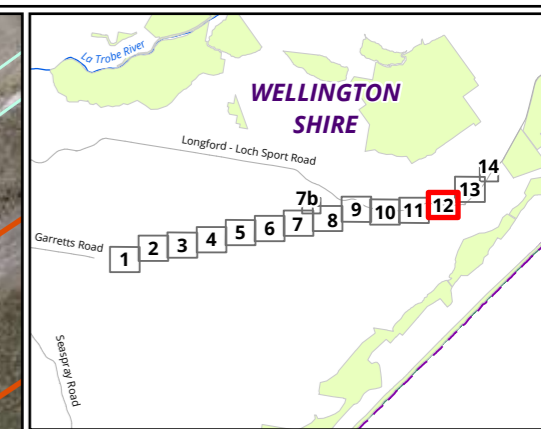 La Trobe River
WELLINGTON
SHIRE
Longford - Loch Sport Road
14
13
7b
12
11
10
9
8
7
6
5
4
3
2
1
Garretts Road
Seaspray Road